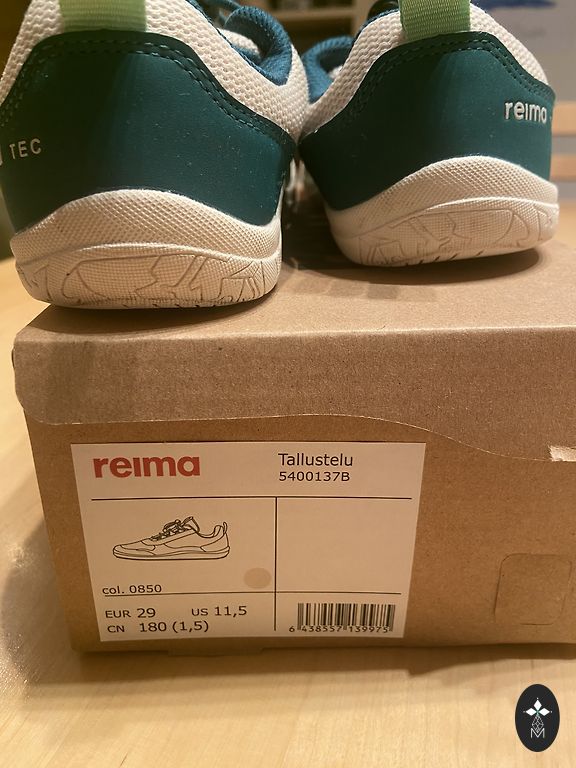 TEC
reima
reima
Tallustelu
5400137B
col. 0850
EUR 29 US 11,5
CN 180 (1,5)
6 438557 139975
M